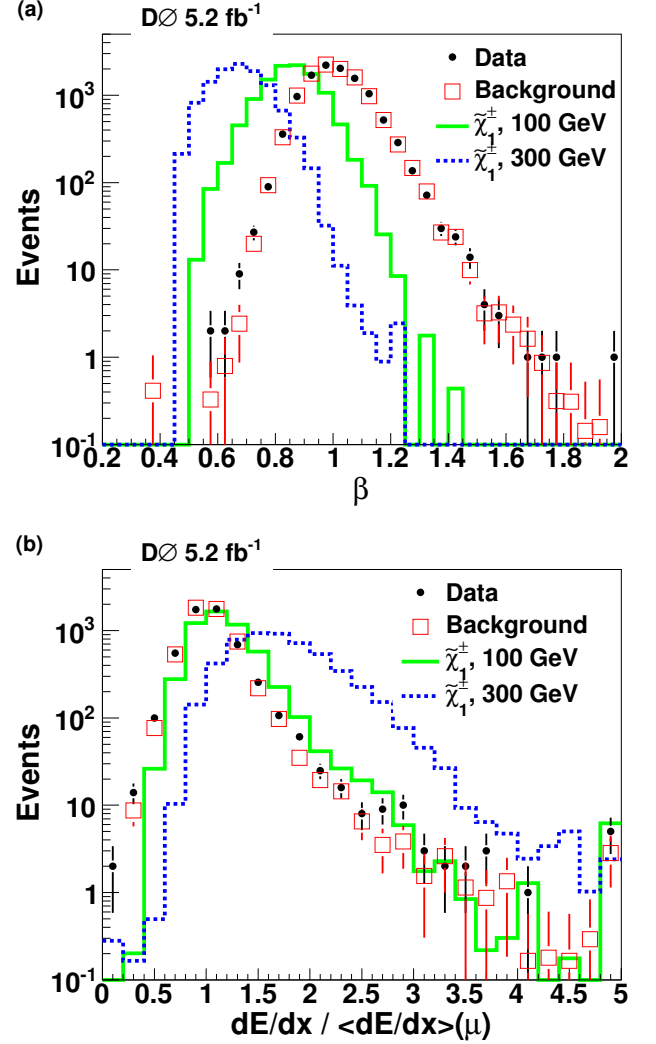 (a)
DØ 5.2 fb⁻¹
Data
Background
χ̃₁±, 100 GeV
χ̃₁±, 300 GeV
Events
10³
10²
10
1
10⁻¹
0.2 0.4 0.6 0.8 1 1.2 1.4 1.6 1.8 2
β
(b)
DØ 5.2 fb⁻¹
Data
Background
χ̃₁±, 100 GeV
χ̃₁±, 300 GeV
Events
10³
10²
10
1
10⁻¹
0 0.5 1 1.5 2 2.5 3 3.5 4 4.5 5
dE/dx / <dE/dx>(μ)